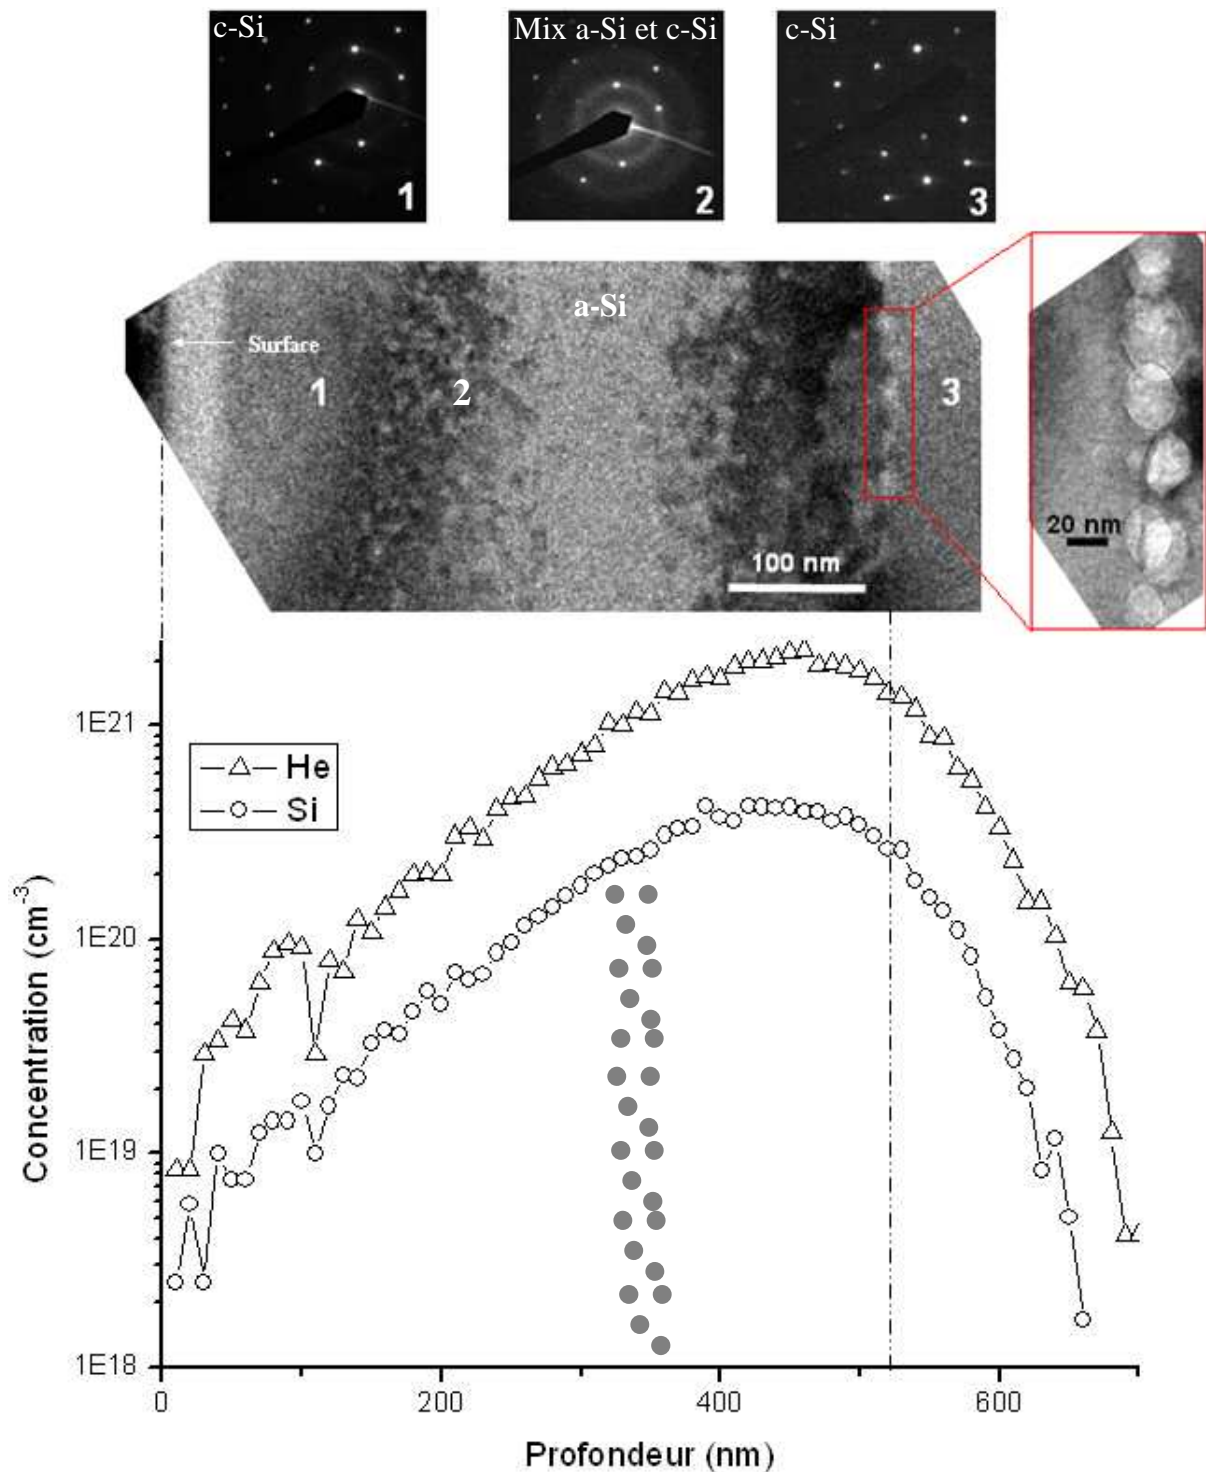 c-Si
Mix a-Si et c-Si
c-Si
1
2
3
a-Si
Surface
1
2
3
100 nm
20 nm
1E21
1E20
1E19
1E18
He
Si
Concentration (cm-3)
0
200
400
600
Profondeur (nm)